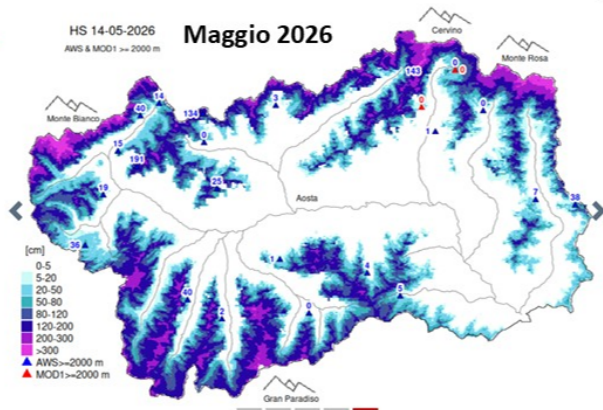 HS 14-05-2026
AWS & MOD1 >= 2000 m
Maggio 2026
Cervino
Monte Rosa
Monte Bianco
143
0
0
14
40
134
3
0
0
0
1
15
191
25
19
Aosta
7
38
36
[cm]
0-5
5-20
20-50
50-80
80-120
120-200
200-300
>300
AWS>=2000 m
MOD1>=2000 m
1
4
40
5
2
0
Gran Paradiso